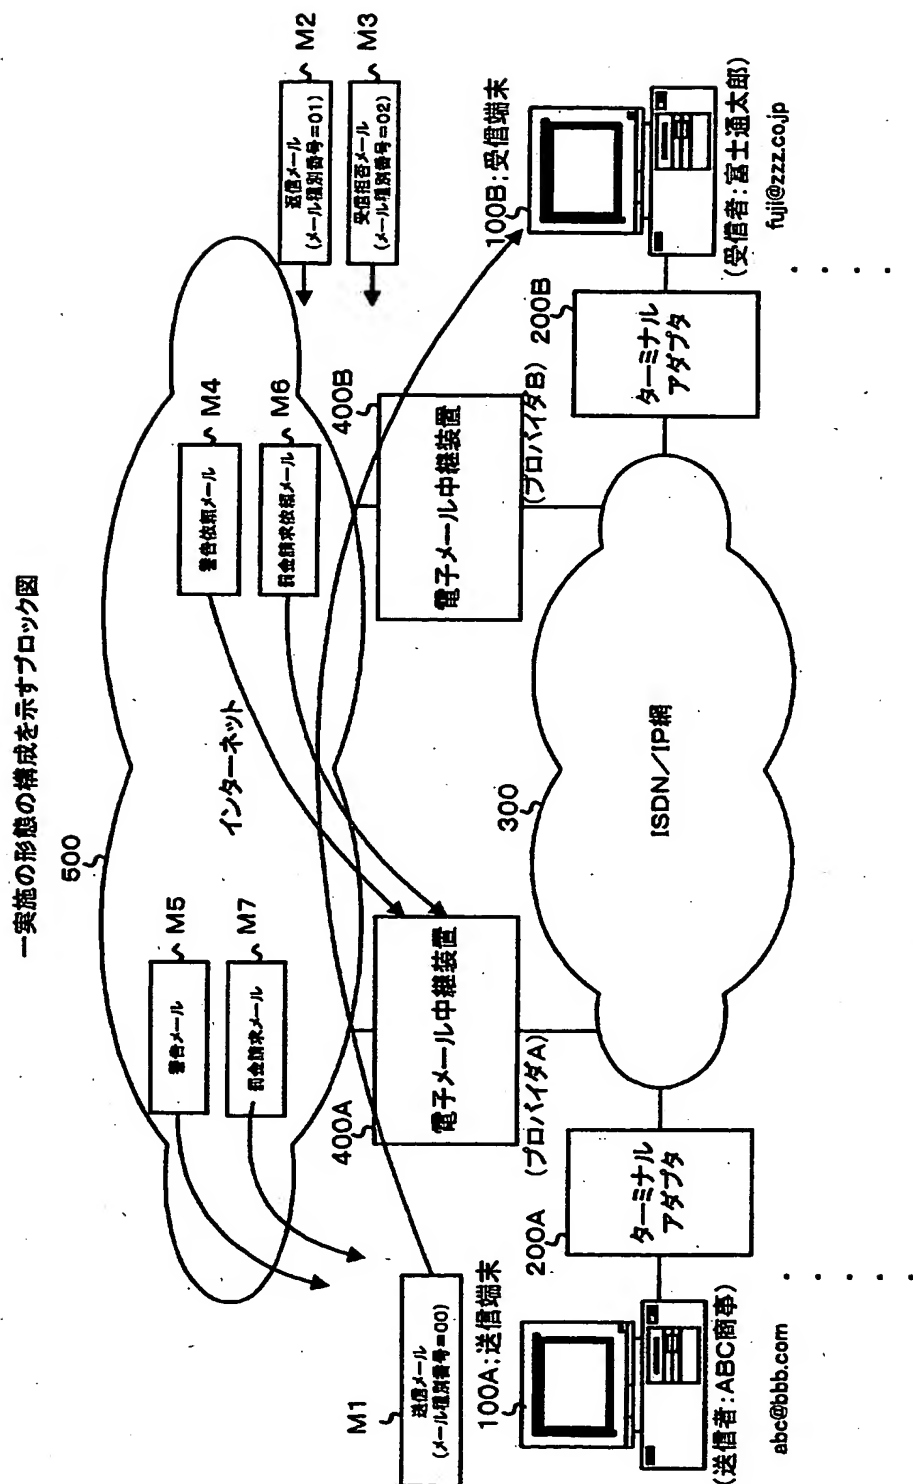 一実施の形態の構成を示すブロック図
500
M5
警告メール
M7
罰金請求メール
インターネット
M4
警告依頼メール
M6
罰金請求依頼メール
M2
返信メール
(メール種別番号=01)
M3
受信拒否メール
(メール種別番号=02)
M1
送信メール
(メール種別番号=00)
400A
電子メール中継装置
(プロバイダA)
400B
電子メール中継装置
(プロバイダB)
100A;送信端末
(送信者:ABC商事)
abc@bbb.com
200A
ターミナル
アダプタ
300
ISDN/IP網
200B
ターミナル
アダプタ
100B;受信端末
(受信者:富士通太郎)
fuji@zzz.co.jp